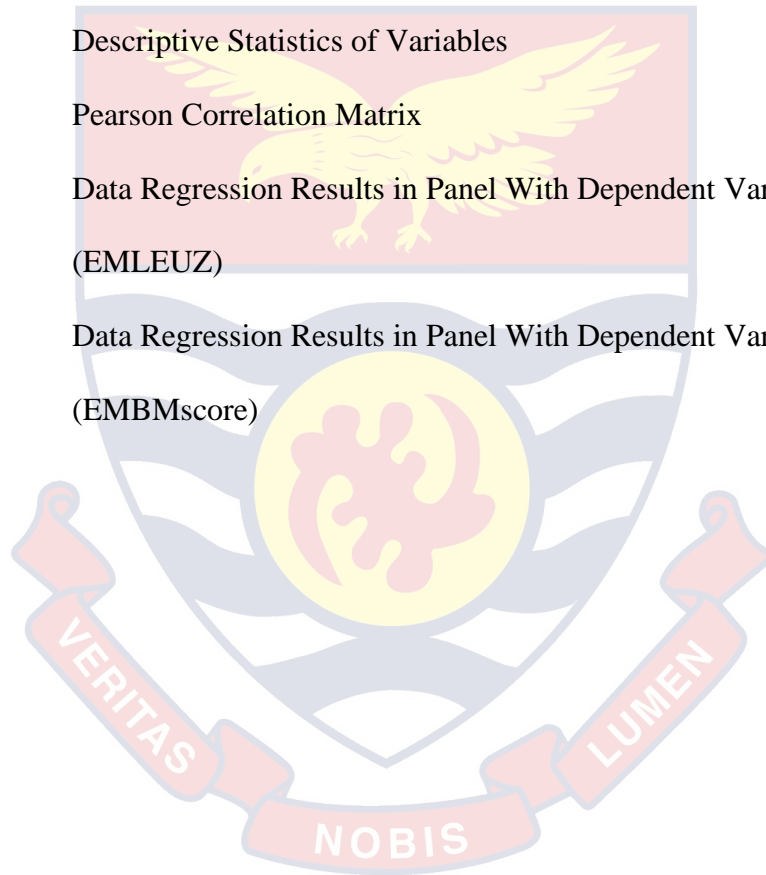 Descriptive Statistics of Variables
Pearson Correlation Matrix
Data Regression Results in Panel With Dependent Var
(EMLEUZ)
Data Regression Results in Panel With Dependent Var
(EMBMscore)
VERITAS
NOBIS
LUMEN